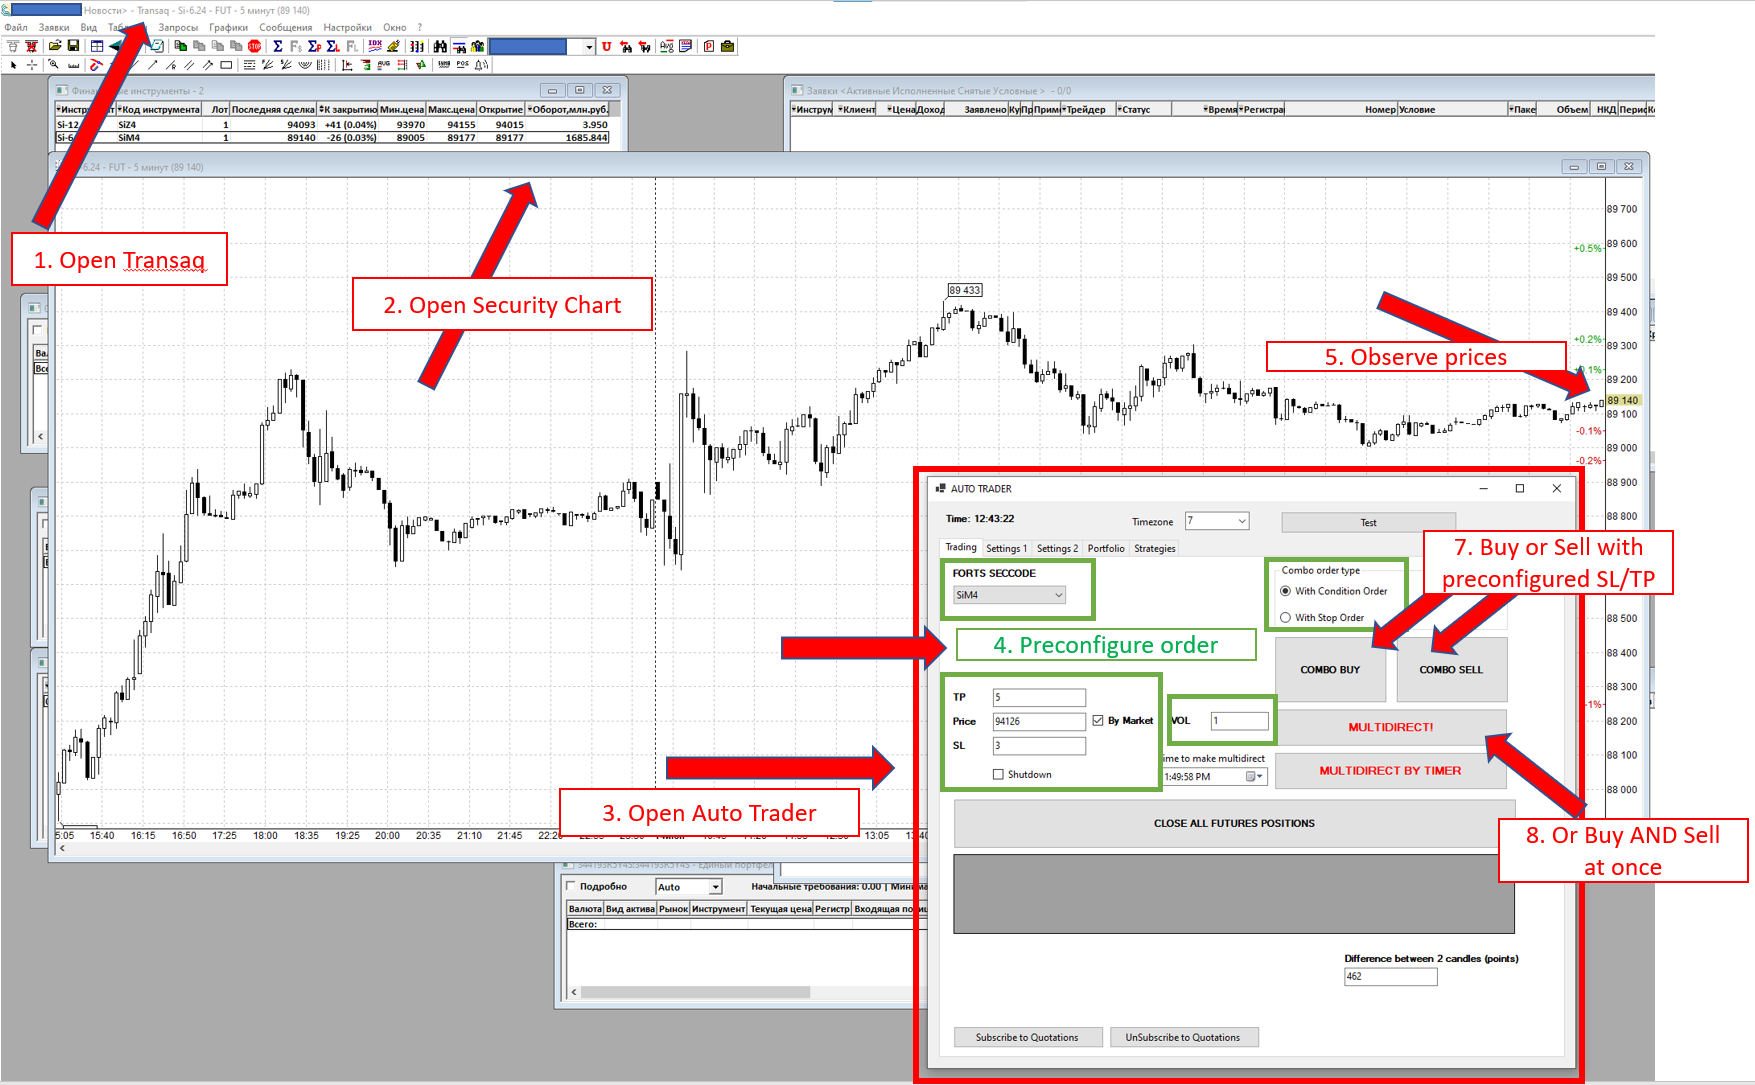 Новости> - Transaq - Si-6.24 - FUT - 5 минут (89 140)
Файл Заявки Вид Запросы Графики Сообщения Настройки Окно ?
Финансовые инструменты - 2
Код инструмента Лот Последняя сделка К закрытию Мин.цена Макс.цена Открытие Оборот,млн.руб.
Si-12 SiZ4 1 94093 +41 (0.04%) 93970 94155 94015 3.950
SiM4 1 89140 -26 (0.03%) 89005 89177 89177 1685.844
Заявки <Активные Исполненные Снятые Условные > - 0/0
Инструм Клиент Цена Доход Заявлено Ку Пр Прим Трейдер Статус Время Регистра Номер Условие Паке Объем НКД Перис
6.24 - FUT - 5 минут (89 140)
1. Open Transaq
2. Open Security Chart
89 433
5. Observe prices
89 700
+0.5% 89 600
89 500
89 400
+0.2% 89 300
0.1% 89 200
89 140
89 100
-0.1%
89 000
-0.2%
88 900
88 800
88 500
88 400
88 300
1%
88 200
88 100
88 000
AUTO TRADER
Time: 12:43:22
Timezone 7
Test
Trading Settings 1 Settings 2 Portfolio Strategies
FORTS SECCODE
SiM4
Combo order type
With Condition Order
With Stop Order
7. Buy or Sell with
preconfigured SL/TP
4. Preconfigure order
COMBO BUY COMBO SELL
TP 5
Price 94126 By Market
VOL 1
SL 3
Shutdown
MULTIDIRECT!
ime to make multidirect
1:49:58 PM
MULTIDIRECT BY TIMER
3. Open Auto Trader
CLOSE ALL FUTURES POSITIONS
8. Or Buy AND Sell
at once
5:05 15:40 16:15 16:50 17:25 18:00 18:35 19:25 20:00 20:35 21:10 21:45 13:05
Подробно Auto Начальные требования: 0.00 | Миним
Валюта Вид актива Рынок Инструмент Текущая цена Регистр Входящая
Всего:
Difference between 2 candles (points)
462
Subscribe to Quotations UnSubscribe to Quotations